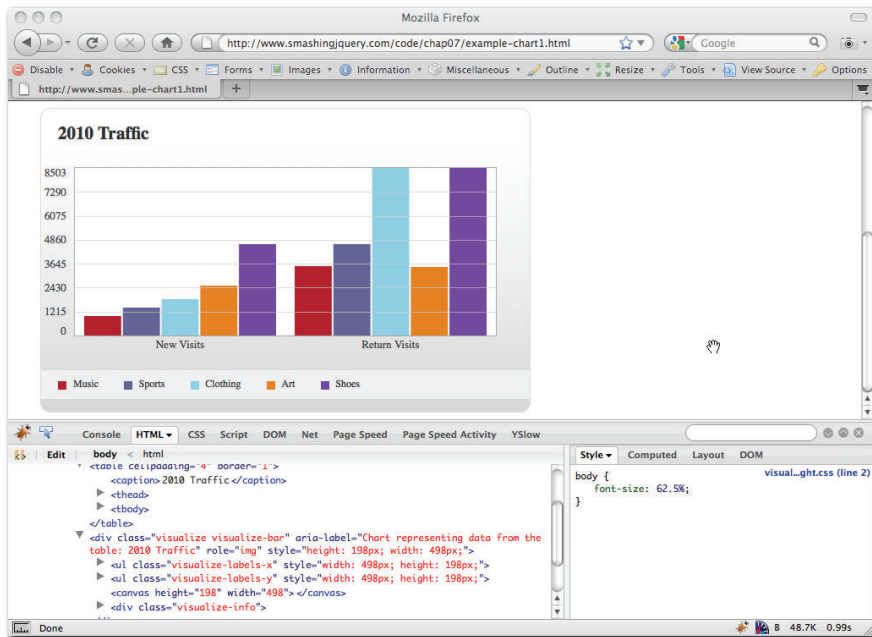 Mozilla Firefox
http://www.smashingjquery.com/code/chap07/example-chart1.html
Google
Disable Cookies CSS Forms Images Information Miscellaneous Outline Resize Tools View Source Options
http://www.smas...ple-chart1.html +
2010 Traffic
8503
7290
6075
4860
3645
2430
1215
0
New Visits Return Visits
Music Sports Clothing Art Shoes
Console HTML CSS Script DOM Net Page Speed Page Speed Activity YSlow
Edit body < html
Style Computed Layout DOM
<table cellpadding="4" border="1">
<caption>2010 Traffic</caption>
<thead>
<tbody>
</table>
<div class="visualize visualize-bar" aria-label="Chart representing data from the
table: 2010 Traffic" role="img" style="height: 198px; width: 498px;">
<ul class="visualize-labels-x" style="width: 498px; height: 198px;">
<ul class="visualize-labels-y" style="width: 498px; height: 198px;">
<canvas height="198" width="498"></canvas>
<div class="visualize-info">
body {
visual...ght.css (line 2)
font-size: 62.5%;
}
Done
8 48.7K 0.99s